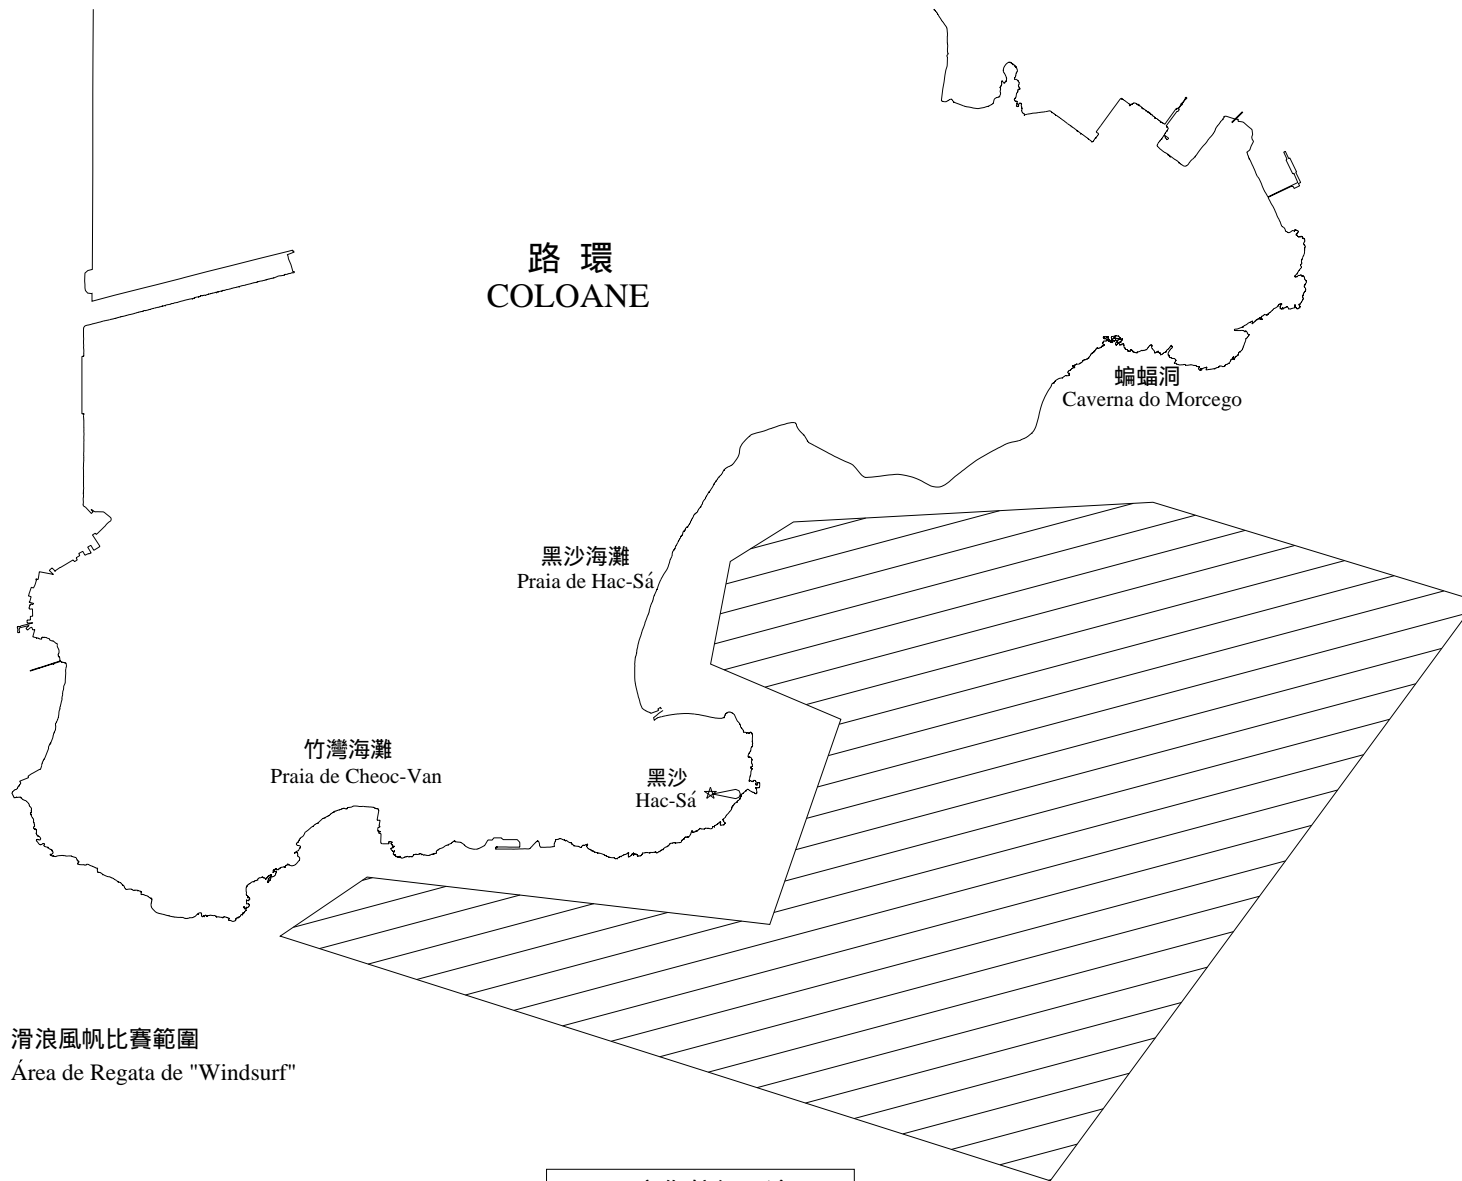 路 環
COLOANE
蝙蝠洞
Caverna do Morcego
黑沙海灘
Praia de Hac-Sá
竹灣海灘
Praia de Cheoc-Van
黑沙
Hac-Sá
滑浪風帆比賽範圍
Área de Regata de "Windsurf"